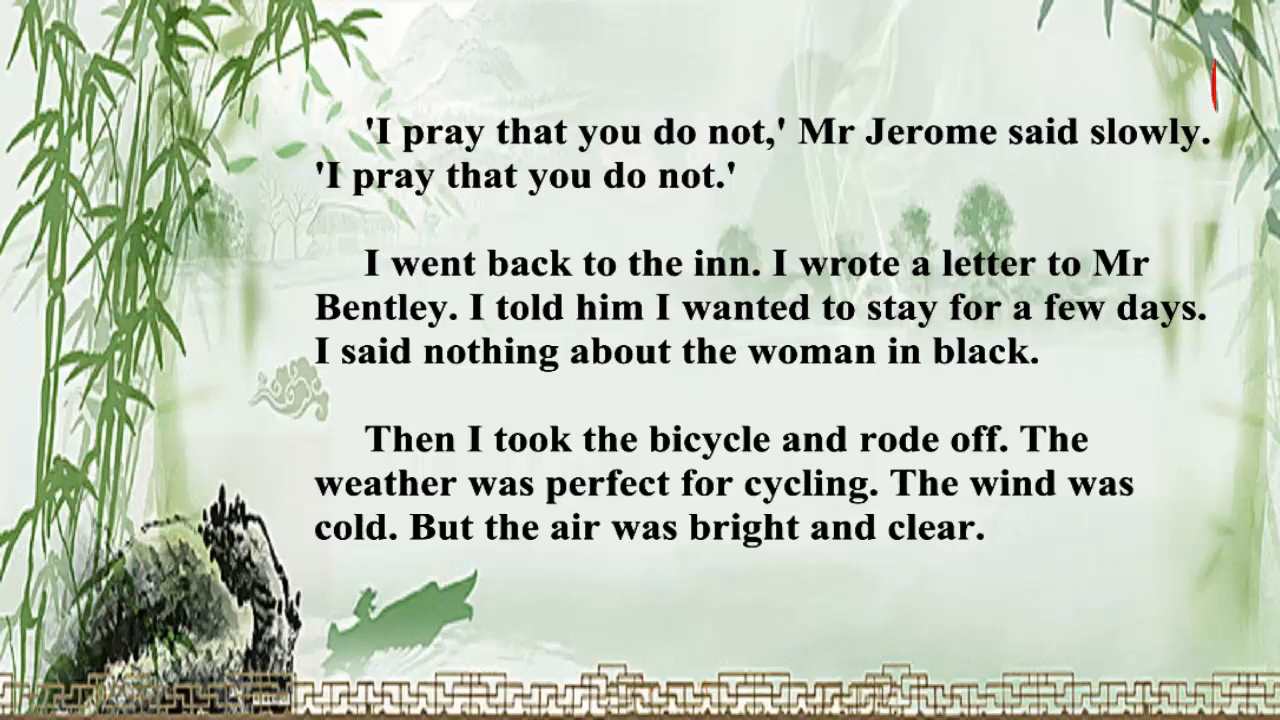 'I pray that you do not,' Mr Jerome said slowly.
'I pray that you do not.'
I went back to the inn. I wrote a letter to Mr
Bentley. I told him I wanted to stay for a few days.
I said nothing about the woman in black.
Then I took the bicycle and rode off. The
weather was perfect for cycling. The wind was
cold. But the air was bright and clear.